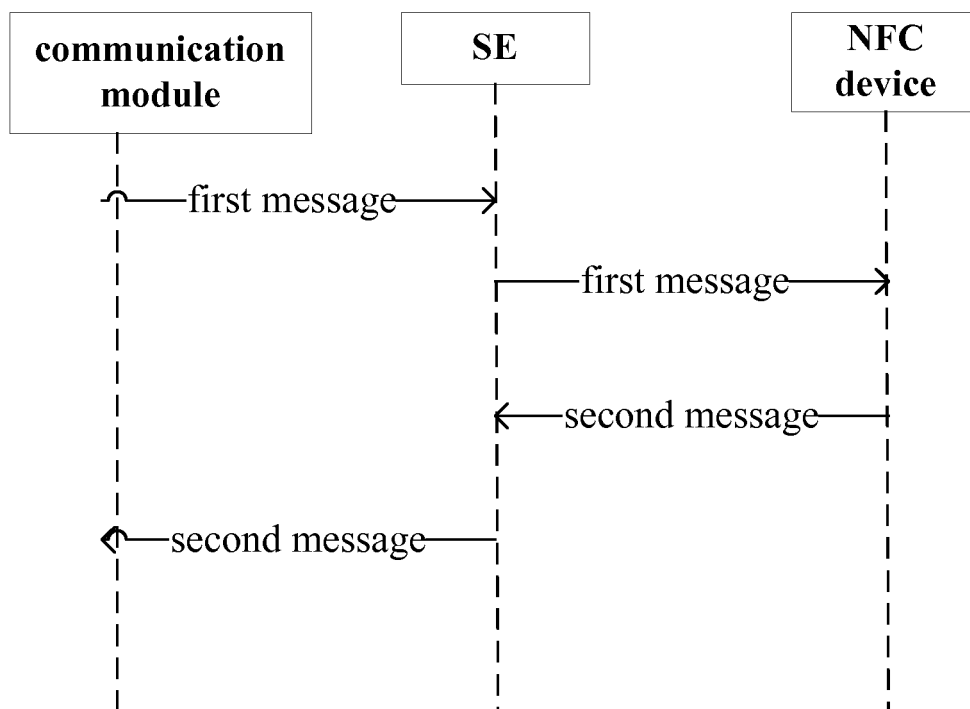 communication
module
SE
NFC
device
first message
first message
second message
second message